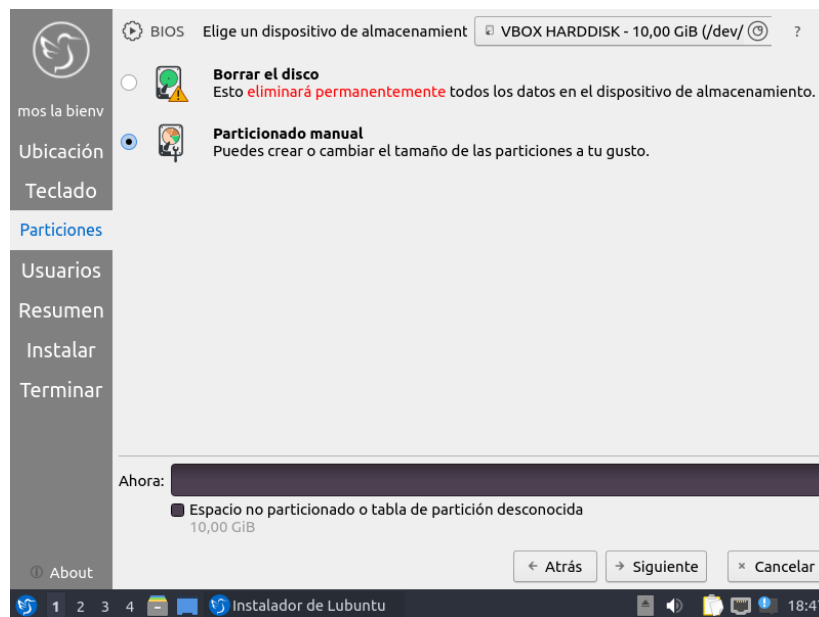 BIOS Elige un dispositivo de almacenamient VBOX HARDDISK - 10,00 GiB (/dev/ ?
Borrar el disco
Esto eliminará permanentemente todos los datos en el dispositivo de almacenamiento.
Particionado manual
Puedes crear o cambiar el tamaño de las particiones a tu gusto.
mos la bienv
Ubicación
Teclado
Particiones
Usuarios
Resumen
Instalar
Terminar
About
Ahora:
Espacio no particionado o tabla de partición desconocida
10,00 GiB
Atrás Siguiente Cancelar
1 2 3 4 Instalador de Lubuntu 18:4